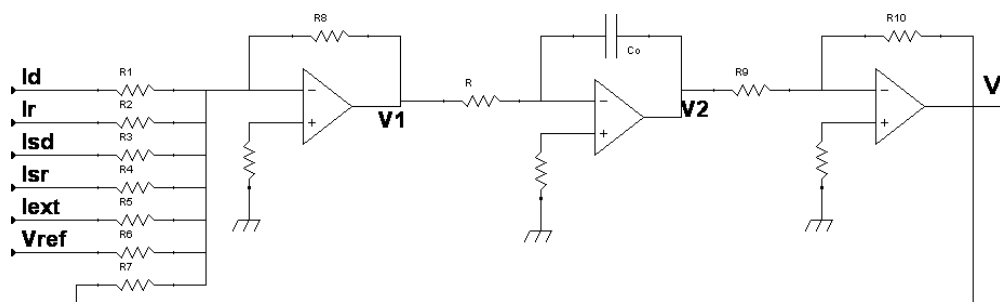 R8
R10
Co
Id
R1
R
R9
V
R2
Ir
V1
V2
R3
Isd
R4
Isr
R5
Iext
R6
Vref
R7